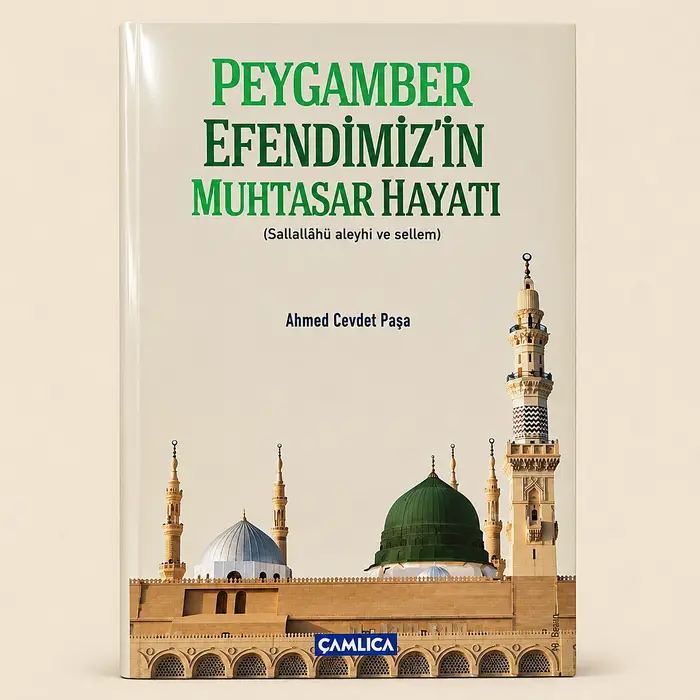 PEYGAMBER
EFENDİMİZ'İN
MUHTASAR HAYATI
(Sallallâhü aleyhi ve sellem)
Ahmed Cevdet Paşa
ÇAMLICA